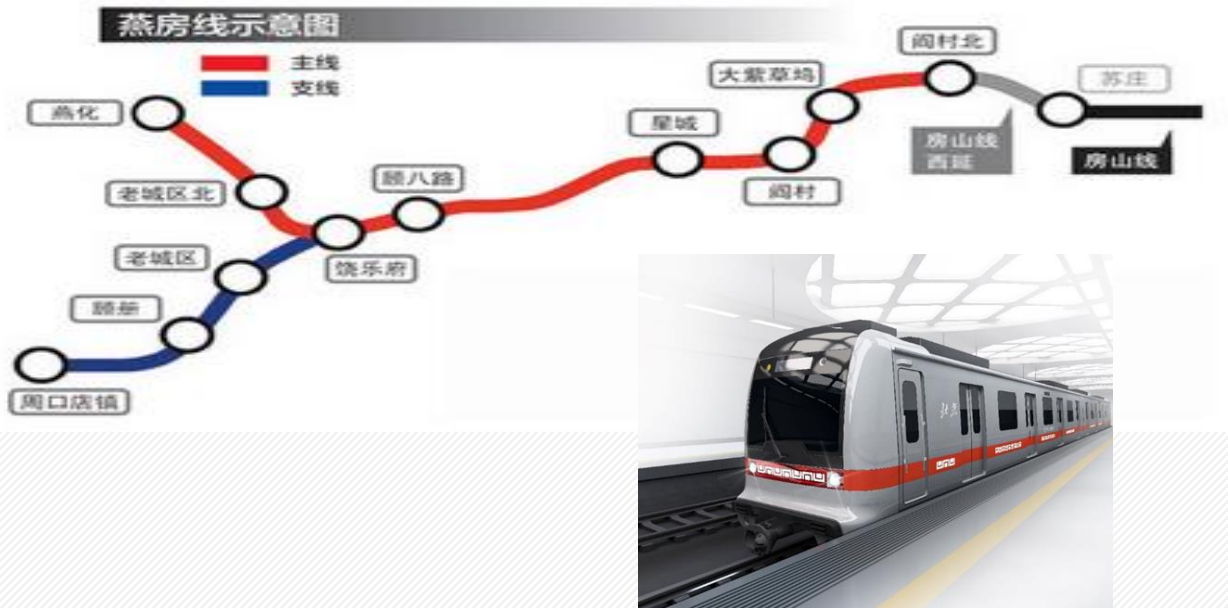 燕房线示意图
主线
支线
阎村北
大紫草坞
苏庄
燕化
星城
房山线
西延
房山线
老城区北
顾八路
阎村
老城区
饶乐府
顾册
周口店镇